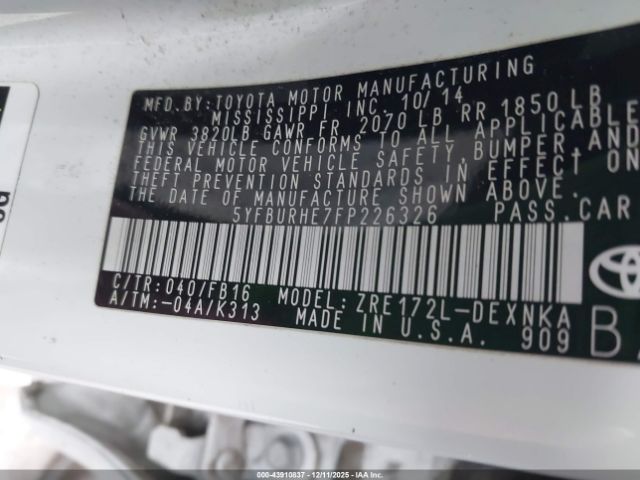 MFD.BY:TOYOTA MOTOR MANUFACTURING
MISSISSIPPI INC. 10/14
GVWR 3820LB GAWR FR 2070 LB RR 1850 LB
THIS VEHICLE CONFORMS TO ALL APPLICABLE
FEDERAL MOTOR VEHICLE SAFETY, BUMPER, AND
THEFT PREVENTION STANDARDS IN EFFECT ON
THE DATE OF MANUFACTURE SHOWN ABOVE.
5YFBURHE7FP226326 PASS.CAR
C/TR: 040/FB16 MODEL: ZRE172L-DEXNKA
A/TM:-04A/K313 MADE IN U.S.A. 909 B
TOYOTA
000-43910837 - 12/11/2025 - IAAI.CA